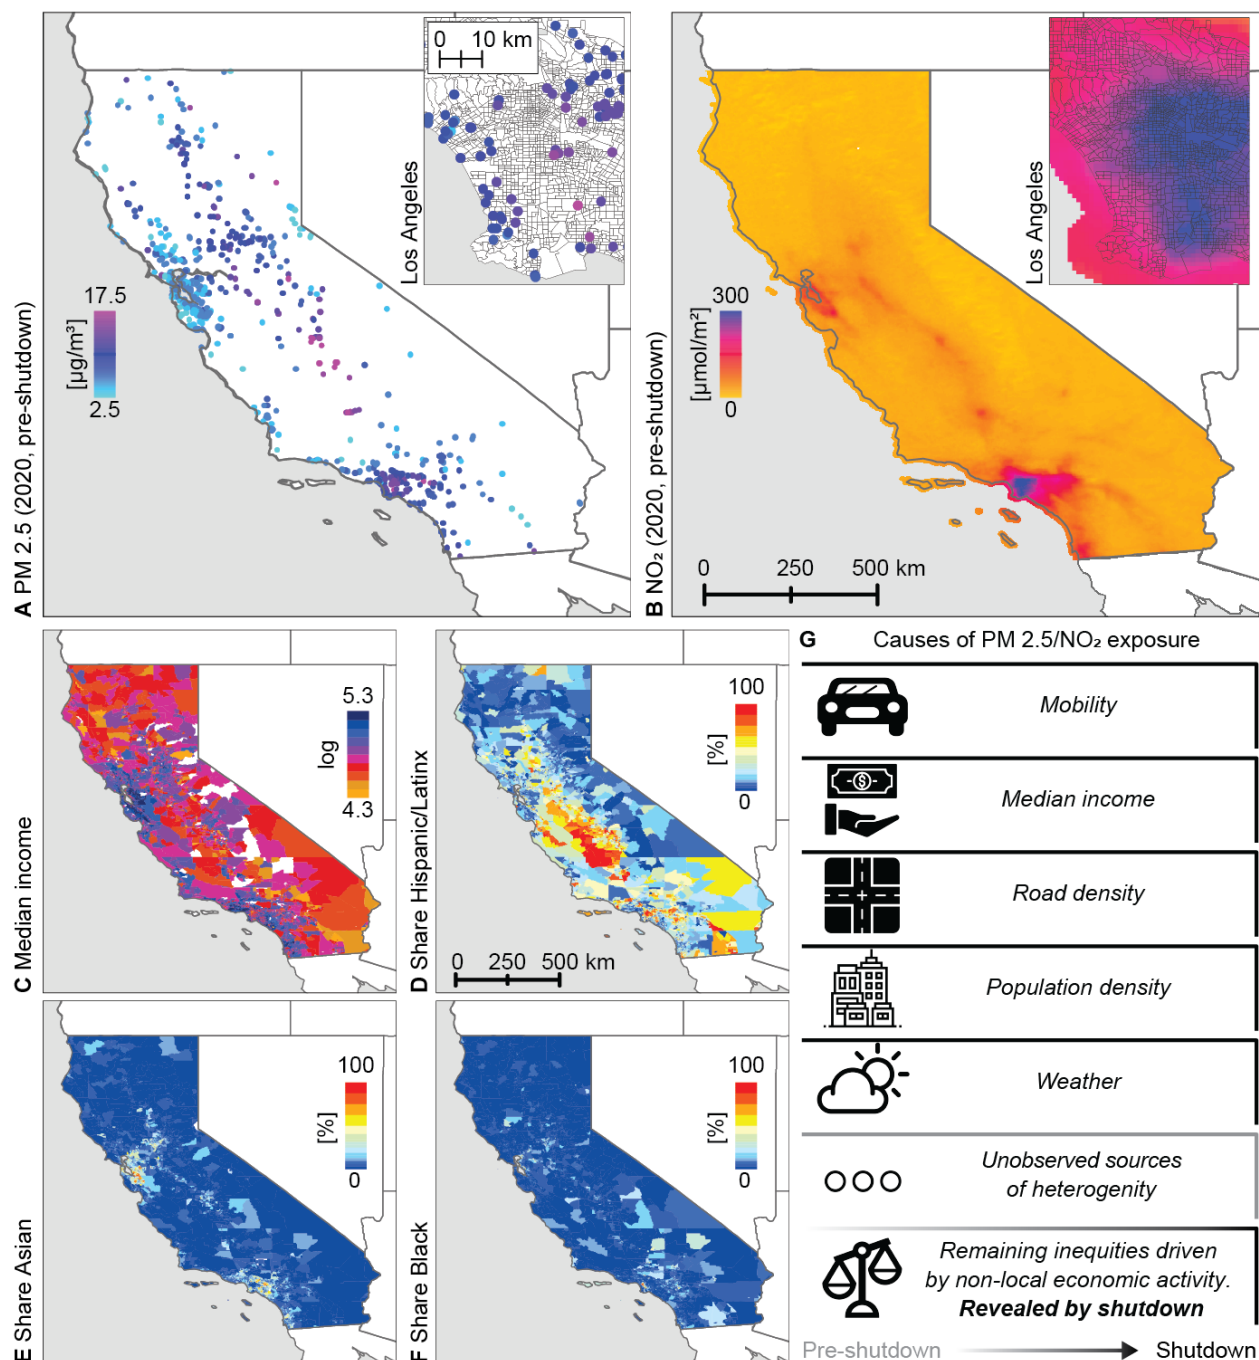 A PM 2.5 (2020, pre-shutdown)
17.5
[µg/m³]
2.5
0 10 km
Los Angeles
B NO₂ (2020, pre-shutdown)
300
[µmol/m²]
0
0 250 500 km
Los Angeles
C Median income
5.3
log
4.3
D Share Hispanic/Latinx
100
[%]
0
0 250 500 km
E Share Asian
100
[%]
0
F Share Black
100
[%]
0
G Causes of PM 2.5/NO₂ exposure
Mobility
Median income
Road density
Population density
Weather
Unobserved sources
of heterogenity
Remaining inequities driven
by non-local economic activity.
Revealed by shutdown
Pre-shutdown Shutdown